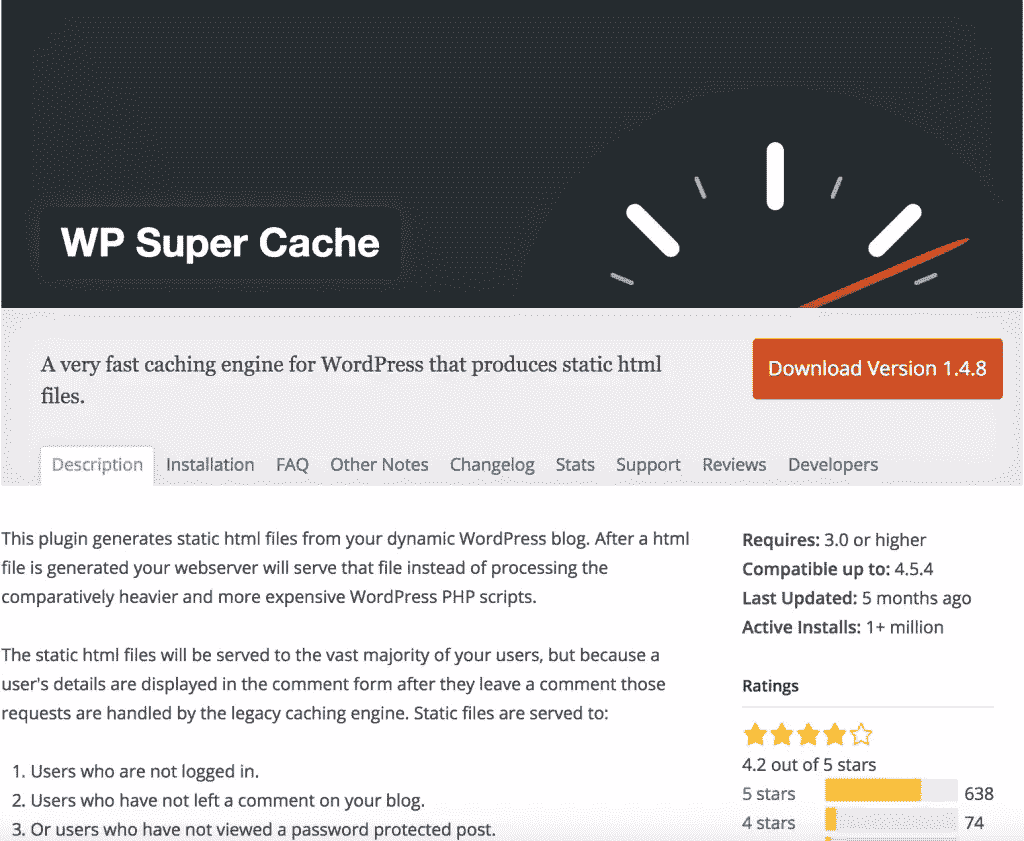 WP Super Cache
A very fast caching engine for WordPress that produces static html
files.
Download Version 1.4.8
Description
Installation
FAQ
Other Notes
Changelog
Stats
Support
Reviews
Developers
This plugin generates static html files from your dynamic WordPress blog. After a html
file is generated your webserver will serve that file instead of processing the
comparatively heavier and more expensive WordPress PHP scripts.
The static html files will be served to the vast majority of your users, but because a
user's details are displayed in the comment form after they leave a comment those
requests are handled by the legacy caching engine. Static files are served to:
1. Users who are not logged in.
2. Users who have not left a comment on your blog.
3. Or users who have not viewed a password protected post.
Requires: 3.0 or higher
Compatible up to: 4.5.4
Last Updated: 5 months ago
Active Installs: 1+ million
Ratings
4.2 out of 5 stars
5 stars 638
4 stars 74